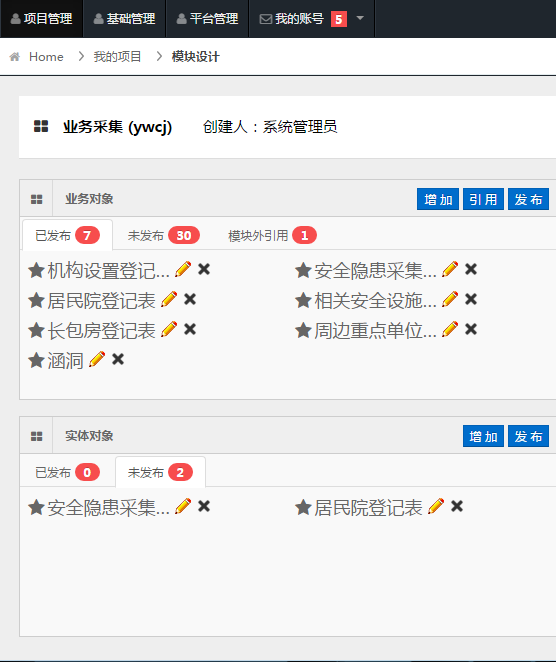 项目管理 基础管理 平台管理 我的账号 5
Home 我的项目 模块设计
业务采集 (ywcj) 创建人：系统管理员
业务对象 增加 引用 发布
已发布 7 未发布 30 模块外引用 1
机构设置登记... 安全隐患采集...
居民院登记表 相关安全设施...
长包房登记表 周边重点单位...
涵洞
实体对象 增加 发布
已发布 0 未发布 2
安全隐患采集... 居民院登记表